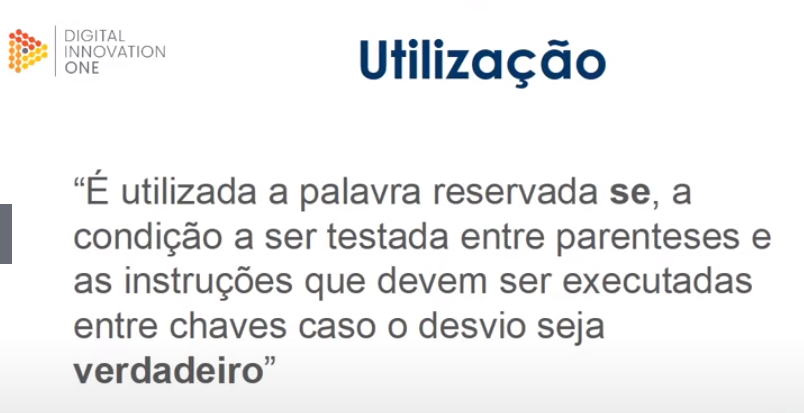 DIGITAL
INNOVATION
ONE
Utilização
“É utilizada a palavra reservada se, a
condição a ser testada entre parenteses e
as instruções que devem ser executadas
entre chaves caso o desvio seja
verdadeiro”